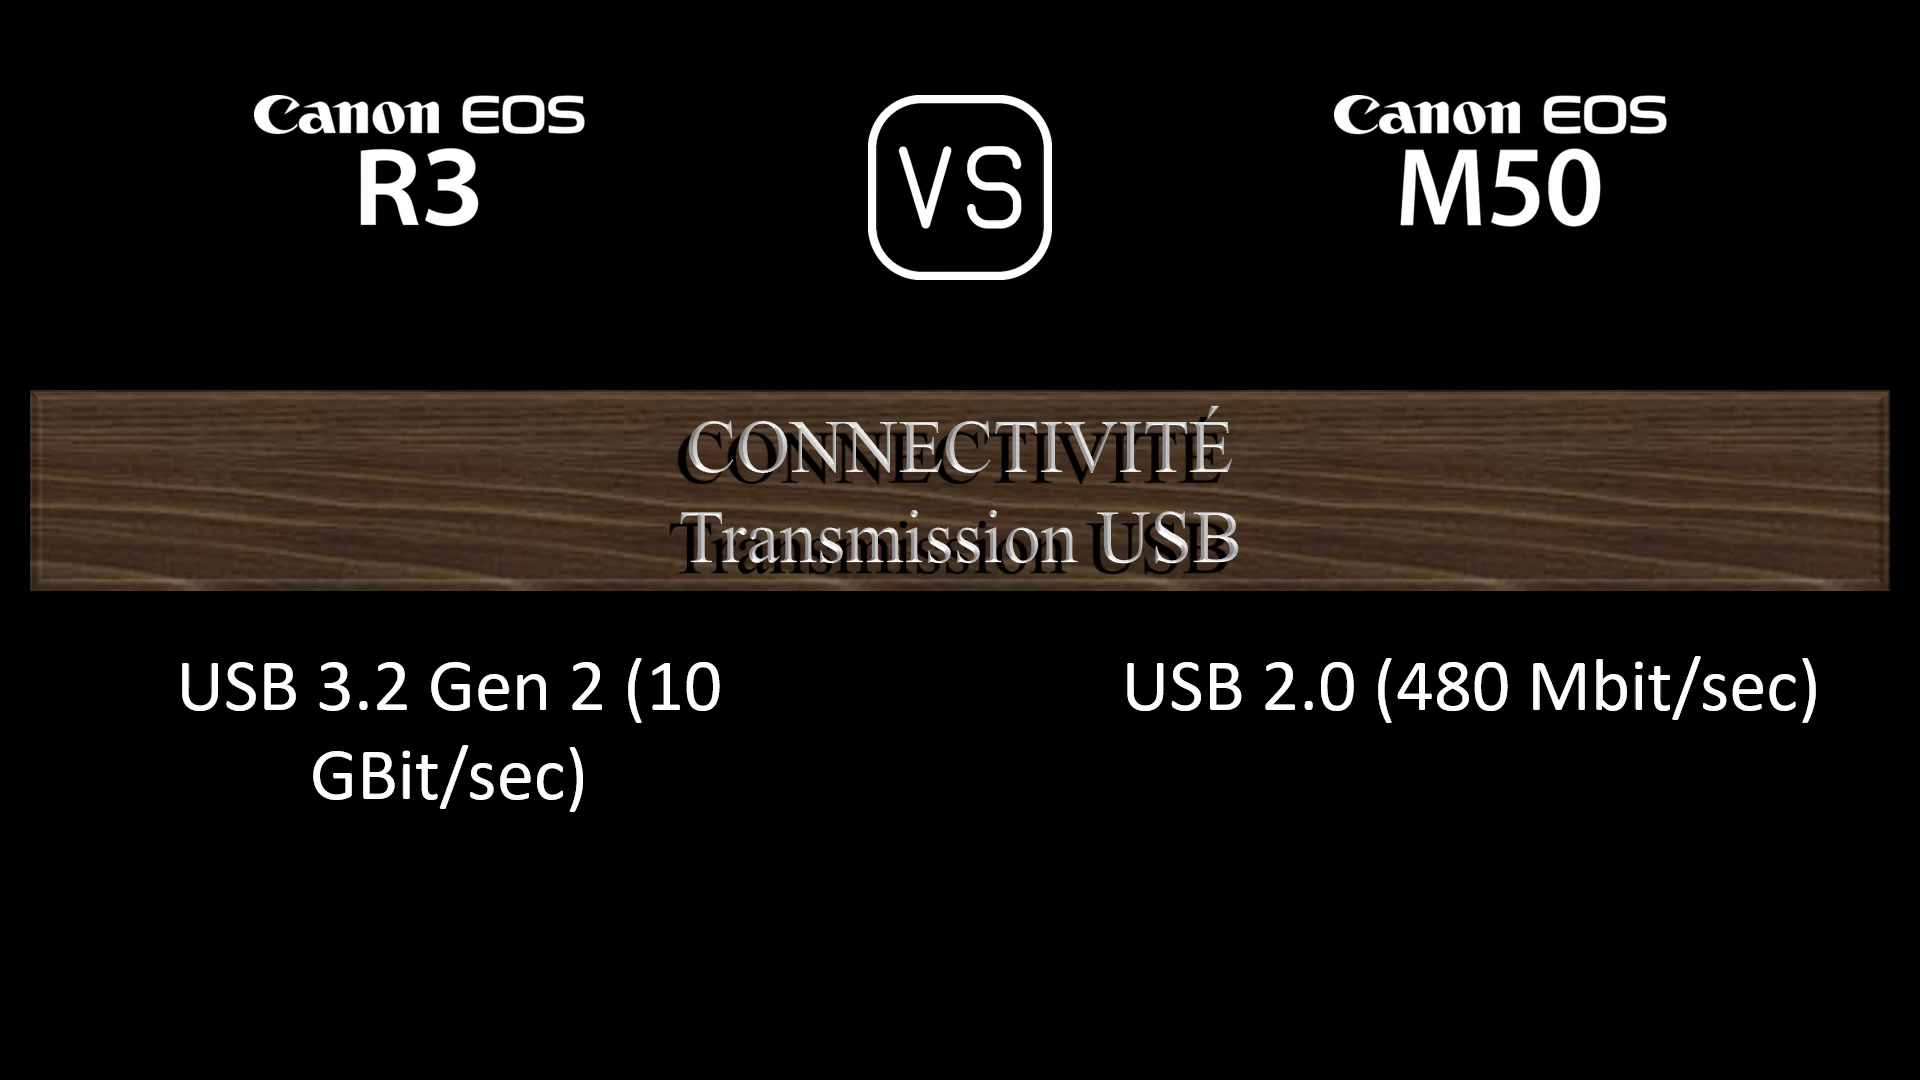 Canon EOS
R3
VS
Canon EOS
M50
CONNECTIVITÉ
Transmission USB
USB 3.2 Gen 2 (10
GBit/sec)
USB 2.0 (480 Mbit/sec)